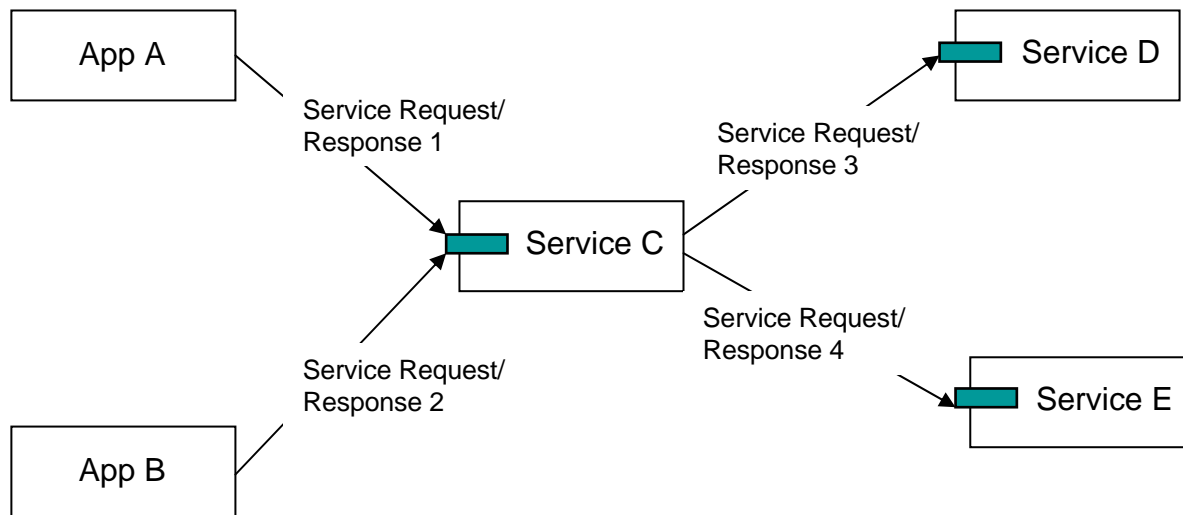 App A
Service D
Service Request/
Response 1
Service Request/
Response 3
Service C
Service Request/
Response 2
Service Request/
Response 4
App B
Service E